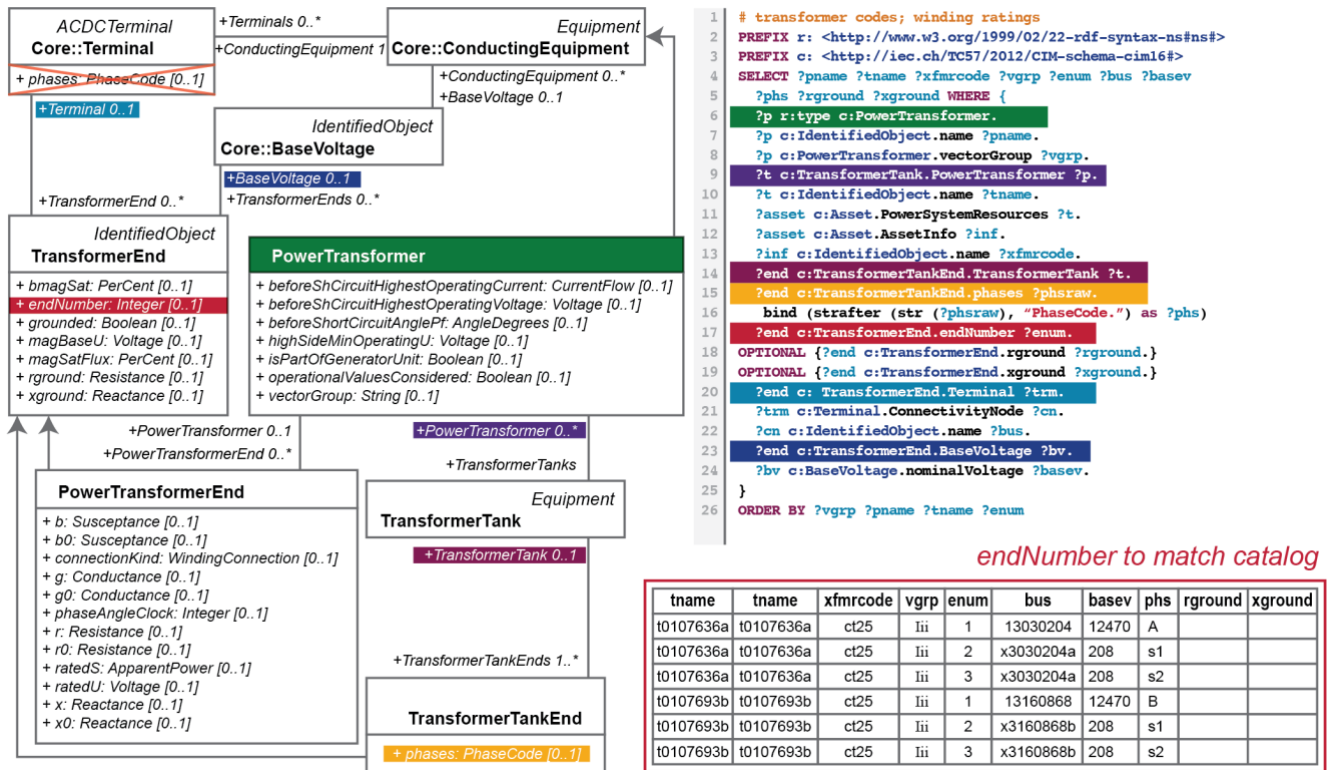 ACDCTerminal
Core::Terminal
+ phases: PhaseCode [0..1]
+Terminals 0..*
+ConductingEquipment 1
Equipment
Core::ConductingEquipment
+Terminal 0..1
+ConductingEquipment 0..*
+BaseVoltage 0..1
IdentifiedObject
Core::BaseVoltage
+BaseVoltage 0..1
+TransformerEnds 0..*
+TransformerEnd 0..*
IdentifiedObject
TransformerEnd
+ bmagSat: PerCent [0..1]
+ endNumber: Integer [0..1]
+ grounded: Boolean [0..1]
+ magBaseU: Voltage [0..1]
+ magSatFlux: PerCent [0..1]
+ rground: Resistance [0..1]
+ xground: Reactance [0..1]
PowerTransformer
+ beforeShCircuitHighestOperatingCurrent: CurrentFlow [0..1]
+ beforeShCircuitHighestOperatingVoltage: Voltage [0..1]
+ beforeShortCircuitAnglePf: AngleDegrees [0..1]
+ highSideMinOperatingU: Voltage [0..1]
+ isPartOfGeneratorUnit: Boolean [0..1]
+ operationalValuesConsidered: Boolean [0..1]
+ vectorGroup: String [0..1]
+PowerTransformer 0..1
+PowerTransformerEnd 0..*
+PowerTransformer 0..*
+TransformerTanks
PowerTransformerEnd
+ b: Susceptance [0..1]
+ b0: Susceptance [0..1]
+ connectionKind: WindingConnection [0..1]
+ g: Conductance [0..1]
+ g0: Conductance [0..1]
+ phaseAngleClock: Integer [0..1]
+ r: Resistance [0..1]
+ r0: Resistance [0..1]
+ ratedS: ApparentPower [0..1]
+ ratedU: Voltage [0..1]
+ x: Reactance [0..1]
+ x0: Reactance [0..1]
Equipment
TransformerTank
+TransformerTank 0..1
+TransformerTankEnds 1..*
TransformerTankEnd
+ phases: PhaseCode [0..1]
1 # transformer codes; winding ratings
2 PREFIX r: <http://www.w3.org/1999/02/22-rdf-syntax-ns#ns#>
3 PREFIX c: <http://iec.ch/TC57/2012/CIM-schema-cim16#>
4 SELECT ?pname ?tname ?xfmrcode ?vgrp ?enum ?bus ?basev
5 ?phs ?rground ?xground WHERE {
6 ?p r:type c:PowerTransformer.
7 ?p c:IdentifiedObject.name ?pname.
8 ?p c:PowerTransformer.vectorGroup ?vgrp.
9 ?t c:TransformerTank.PowerTransformer ?p.
10 ?t c:IdentifiedObject.name ?tname.
11 ?asset c:Asset.PowerSystemResources ?t.
12 ?asset c:Asset.AssetInfo ?inf.
13 ?inf c:IdentifiedObject.name ?xfmrcode.
14 ?end c:TransformerTankEnd.TransformerTank ?t.
15 ?end c:TransformerTankEnd.phases ?phsraw.
16 bind (strafter (str (?phsraw), “PhaseCode.”) as ?phs)
17 ?end c:TransformerEnd.endNumber ?enum.
18 OPTIONAL {?end c:TransformerEnd.rground ?rground.}
19 OPTIONAL {?end c:TransformerEnd.xground ?xground.}
20 ?end c: TransformerEnd.Terminal ?trm.
21 ?trm c:Terminal.ConnectivityNode ?cn.
22 ?cn c:IdentifiedObject.name ?bus.
23 ?end c:TransformerEnd.BaseVoltage ?bv.
24 ?bv c:BaseVoltage.nominalVoltage ?basev.
25 }
26 ORDER BY ?vgrp ?pname ?tname ?enum
endNumber to match catalog
tname tname xfmrcode vgrp enum bus basev phs rground xground
t0107636a t0107636a ct25 Iii 1 13030204 12470 A
t0107636a t0107636a ct25 Iii 2 x3030204a 208 s1
t0107636a t0107636a ct25 Iii 3 x3030204a 208 s2
t0107693b t0107693b ct25 Iii 1 13160868 12470 B
t0107693b t0107693b ct25 Iii 2 x3160868b 208 s1
t0107693b t0107693b ct25 Iii 3 x3160868b 208 s2